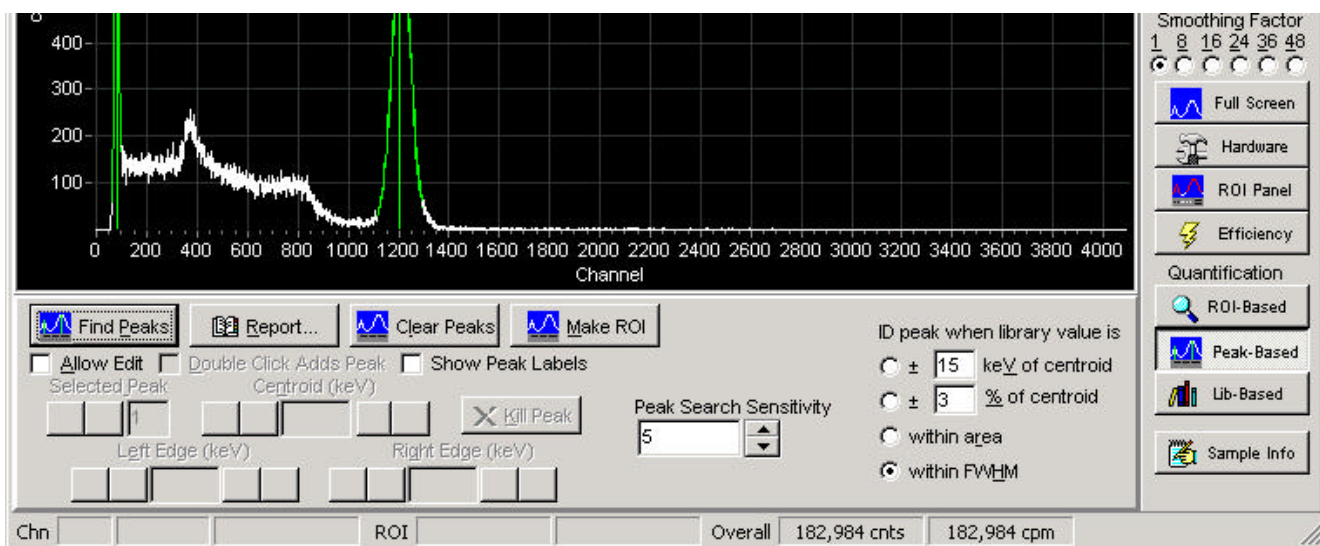 Smoothing Factor
1 8 16 24 36 48
400
300
200
100
0 200 400 600 800 1000 1200 1400 1600 1800 2000 2200 2400 2600 2800 3000 3200 3400 3600 3800 4000
Channel
Full Screen
Hardware
ROI Panel
Efficiency
Quantification
ROI-Based
Peak-Based
Lib-Based
Sample Info
Find Peaks Report... Clear Peaks Make ROI
Allow Edit Double Click Adds Peak Show Peak Labels
Selected Peak Centroid (keV)
1 Kill Peak
Left Edge (keV) Right Edge (keV)
Peak Search Sensitivity
5
ID peak when library value is
± 15 keV of centroid
± 3 % of centroid
within area
within FWHM
Chn ROI Overall 182,984 cnts 182,984 cpm